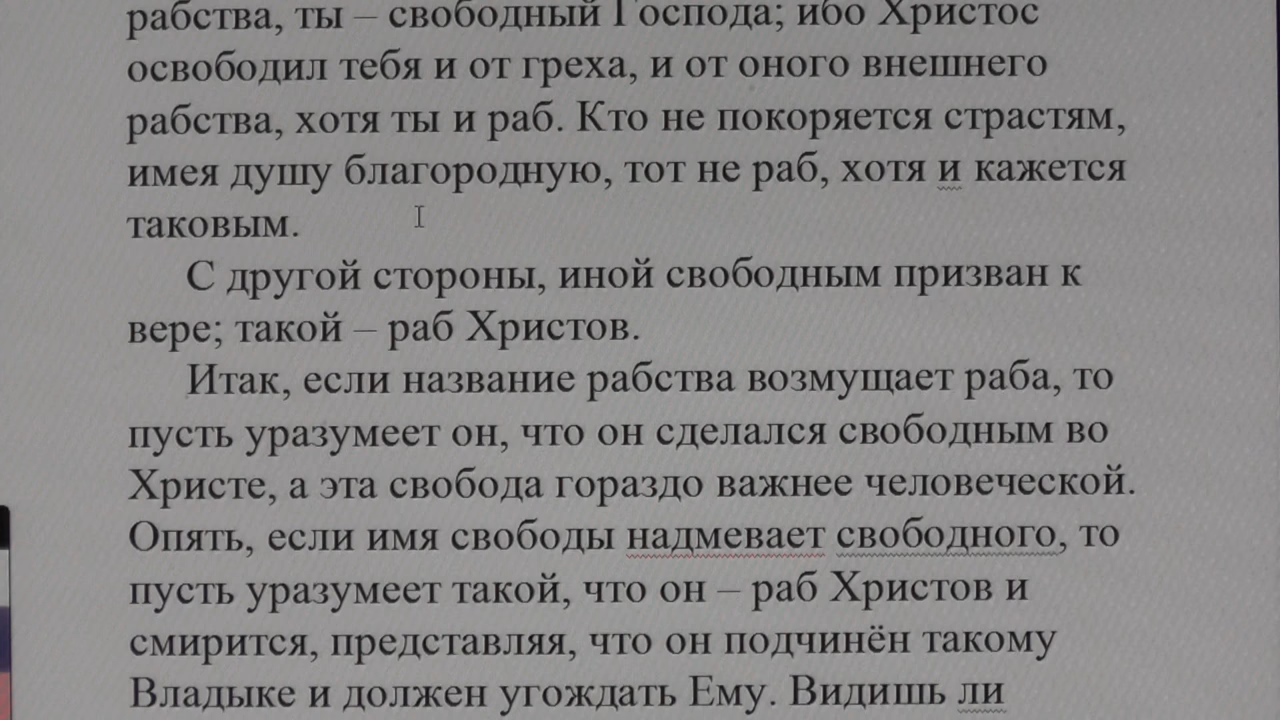 рабства, ты – свободный Господа; ибо Христос
освободил тебя и от греха, и от оного внешнего
рабства, хотя ты и раб. Кто не покоряется страстям,
имея душу благородную, тот не раб, хотя и кажется
таковым.
С другой стороны, иной свободным призван к
вере; такой – раб Христов.
Итак, если название рабства возмущает раба, то
пусть уразумеет он, что он сделался свободным во
Христе, а эта свобода гораздо важнее человеческой.
Опять, если имя свободы надмевает свободного, то
пусть уразумеет такой, что он – раб Христов и
смирится, представляя, что он подчинён такому
Владыке и должен угождать Ему. Видишь ли